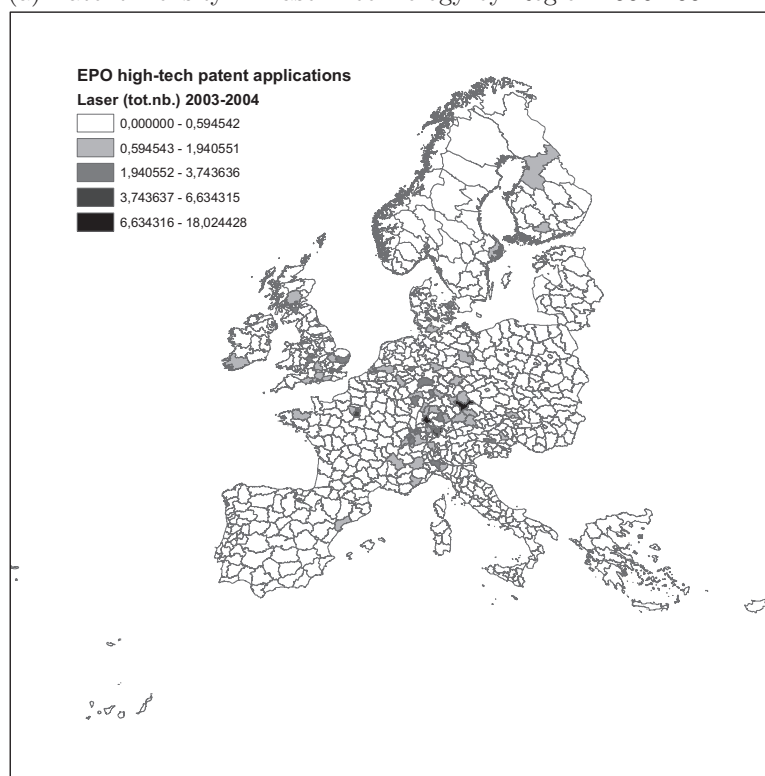 EPO high-tech patent applications
Laser (tot.nb.) 2003-2004
0,000000 - 0,594542
0,594543 - 1,940551
1,940552 - 3,743636
3,743637 - 6,634315
6,634316 - 18,024428